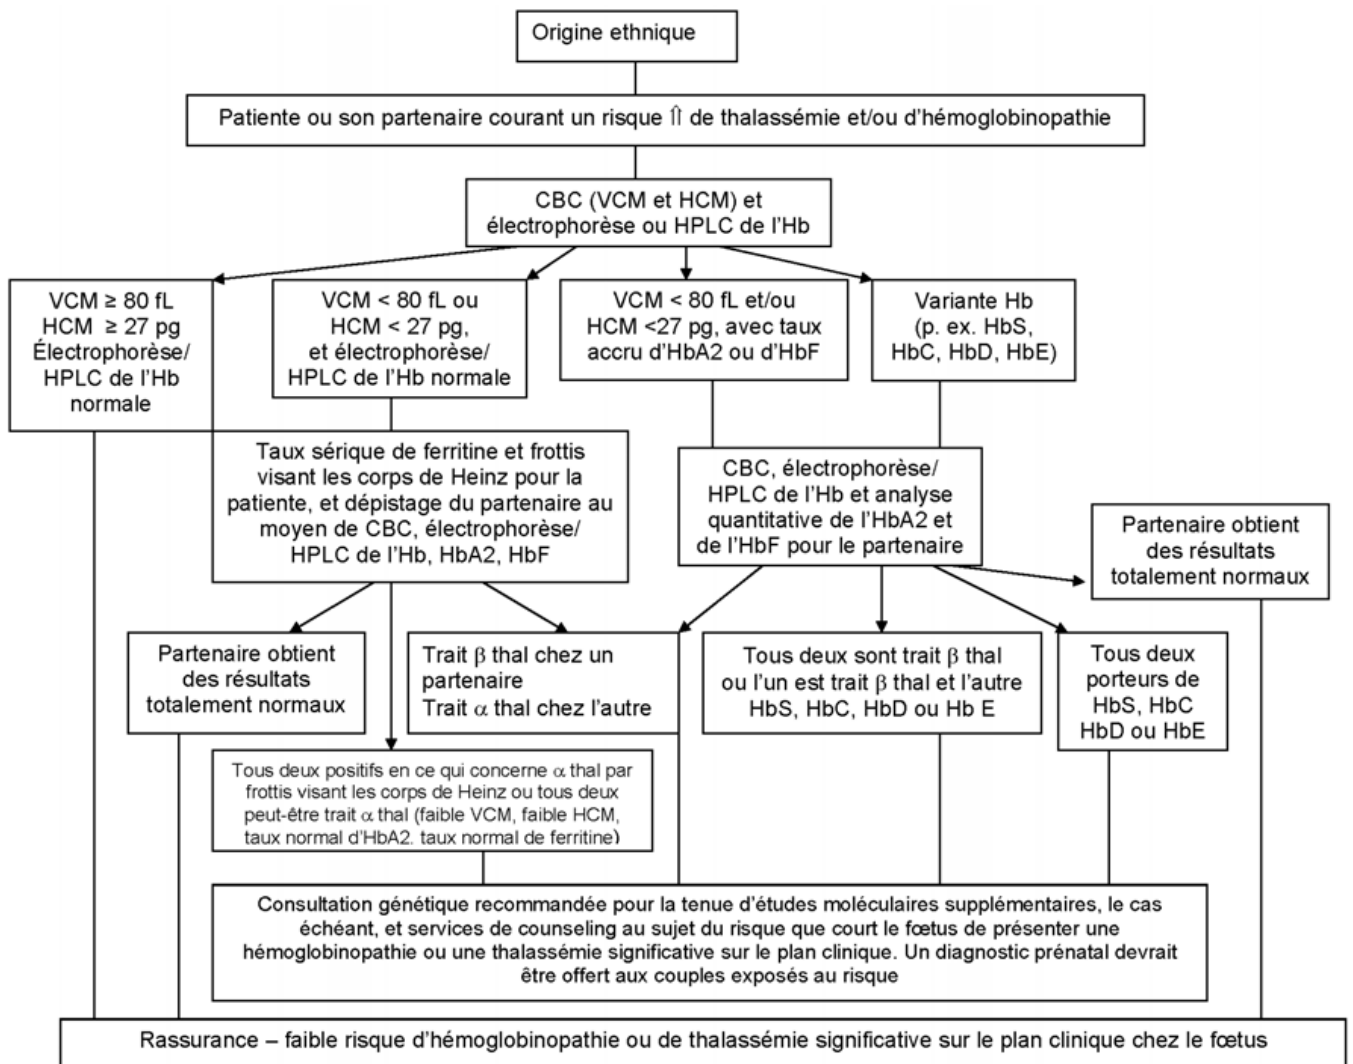 Origine ethnique
Patiente ou son partenaire courant un risque ⇑ de thalassémie et/ou d'hémoglobinopathie
CBC (VCM et HCM) et
électrophorèse ou HPLC de l'Hb
VCM ≥ 80 fL
HCM ≥ 27 pg
Électrophorèse/
HPLC de l'Hb
normale
VCM < 80 fL ou
HCM < 27 pg,
et électrophorèse/
HPLC de l'Hb normale
VCM < 80 fL et/ou
HCM <27 pg, avec taux
accru d'HbA2 ou d'HbF
Variante Hb
(p. ex. HbS,
HbC, HbD, HbE)
Taux sérique de ferritine et frottis
visant les corps de Heinz pour la
patiente, et dépistage du partenaire au
moyen de CBC, électrophorèse/
HPLC de l'Hb, HbA2, HbF
CBC, électrophorèse/
HPLC de l'Hb et analyse
quantitative de l'HbA2 et
de l'HbF pour le partenaire
Partenaire obtient
des résultats
totalement normaux
Partenaire obtient
des résultats
totalement normaux
Trait β thal chez un
partenaire
Trait α thal chez l'autre
Tous deux sont trait β thal
ou l'un est trait β thal et l'autre
HbS, HbC, HbD ou Hb E
Tous deux
porteurs de
HbS, HbC
HbD ou HbE
Tous deux positifs en ce qui concerne α thal par
frottis visant les corps de Heinz ou tous deux
peut-être trait α thal (faible VCM, faible HCM,
taux normal d'HbA2. taux normal de ferritine)
Consultation génétique recommandée pour la tenue d'études moléculaires supplémentaires, le cas
échéant, et services de counseling au sujet du risque que court le fœtus de présenter une
hémoglobinopathie ou une thalassémie significative sur le plan clinique. Un diagnostic prénatal devrait
être offert aux couples exposés au risque
Rassurance – faible risque d'hémoglobinopathie ou de thalassémie significative sur le plan clinique chez le fœtus